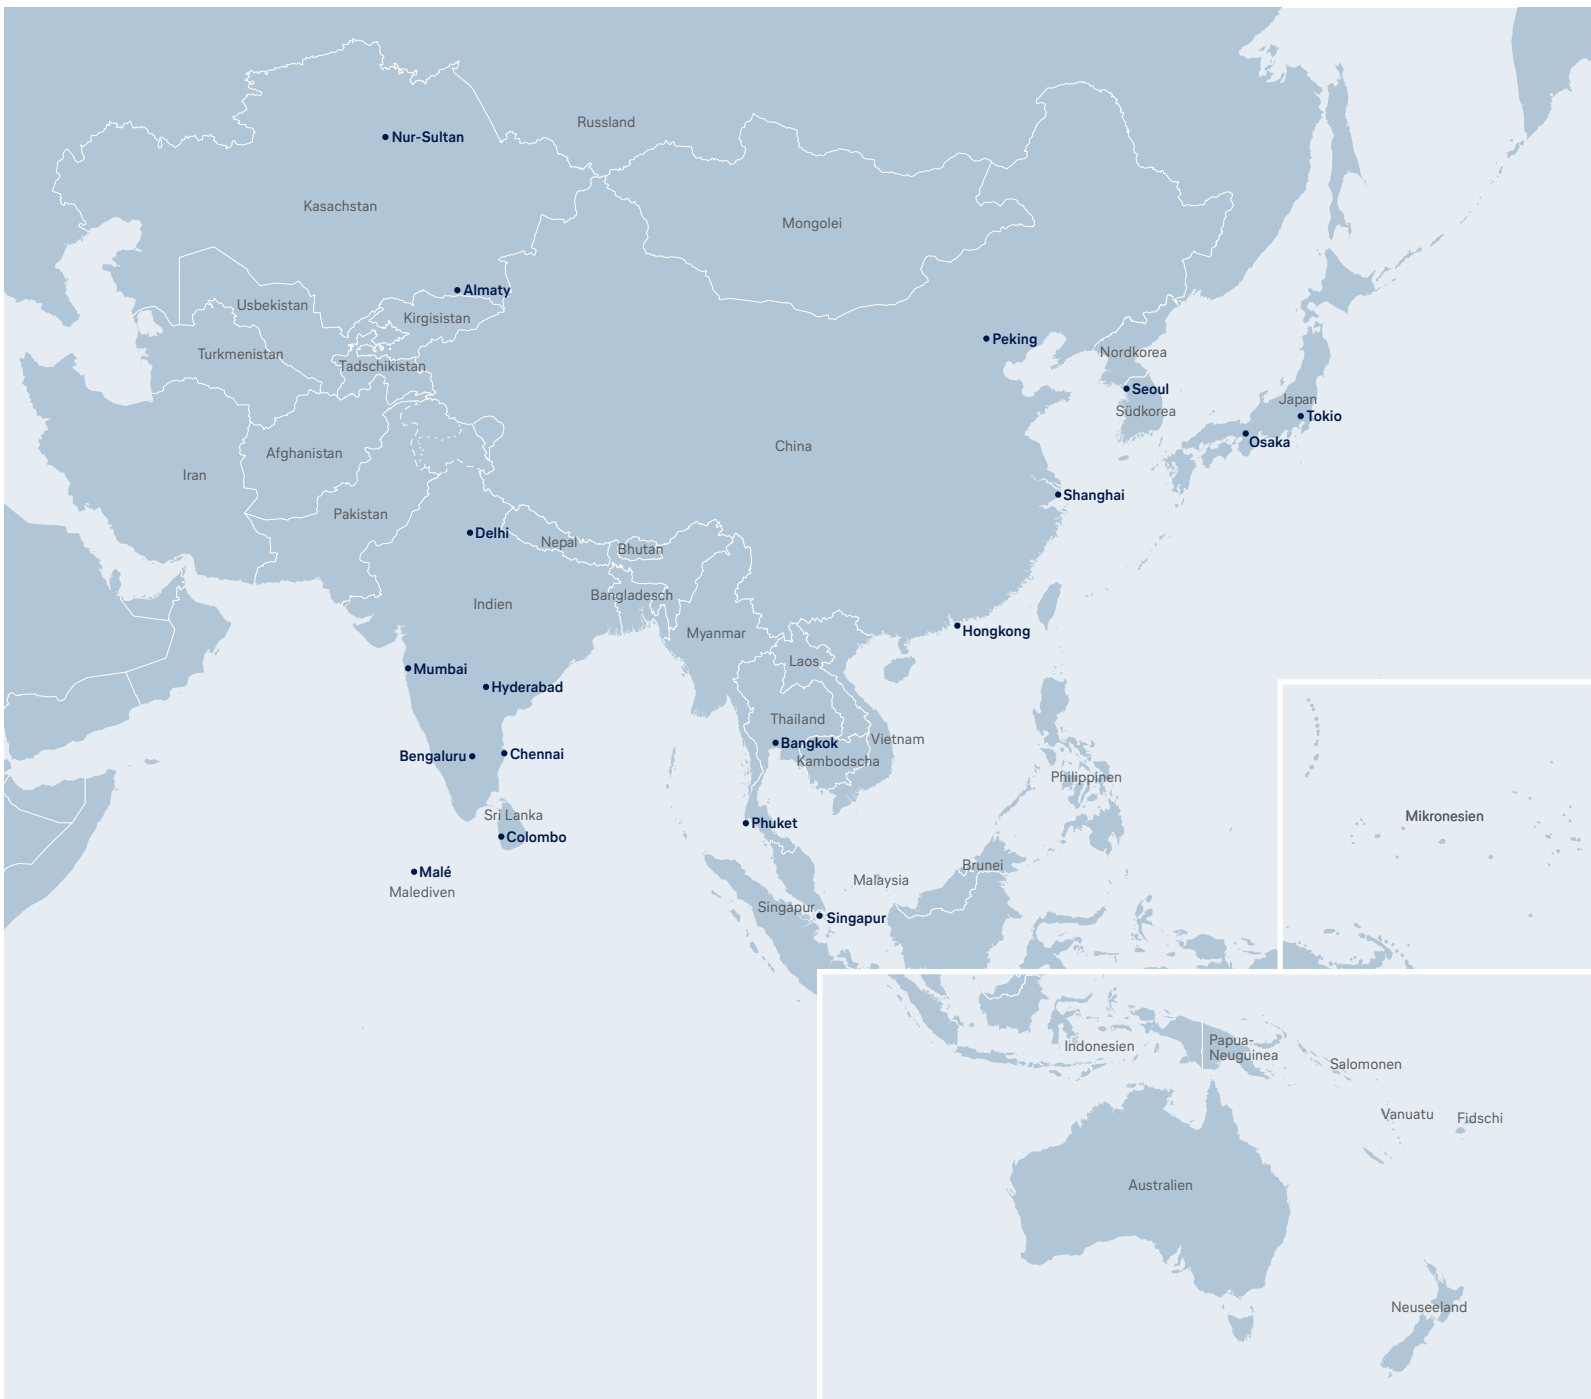 Russland
Nur-Sultan
Kasachstan
Mongolei
Almaty
Usbekistan
Kirgisistan
Peking
Turkmenistan
Tadschikistan
Nordkorea
Seoul
Japan
Südkorea
Tokio
Osaka
China
Afghanistan
Iran
Shanghai
Pakistan
Delhi
Nepal
Bhutan
Bangladesch
Indien
Hongkong
Myanmar
Laos
Mumbai
Hyderabad
Thailand
Vietnam
Bangkok
Bengaluru
Chennai
Kambodscha
Philippinen
Sri Lanka
Mikronesien
Phuket
Colombo
Brunei
Malé
Malaysia
Malediven
Singapur
Singapur
Indonesien
Papua-
Neuguinea
Salomonen
Vanuatu
Fidschi
Australien
Neuseeland